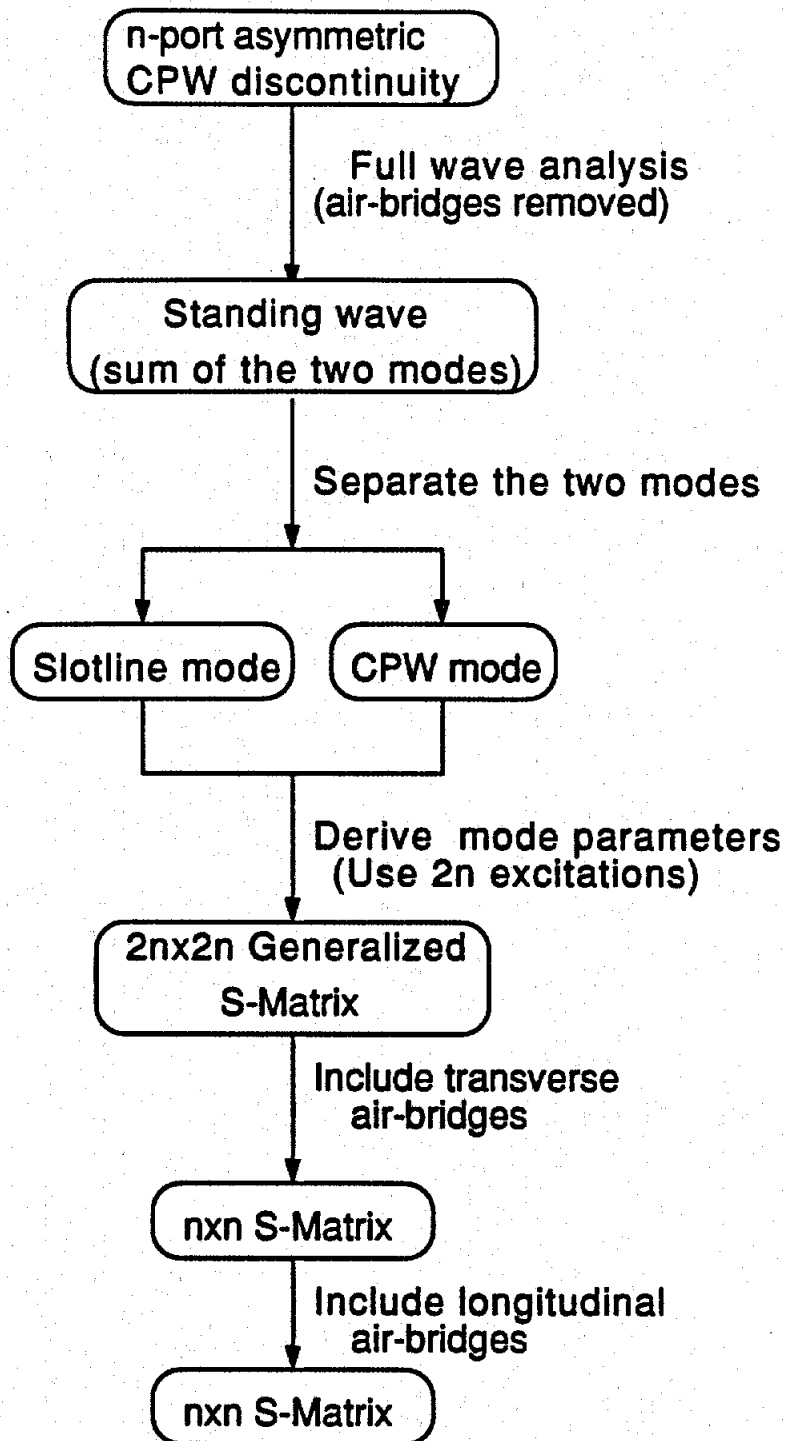 n-port asymmetric
CPW discontinuity
Full wave analysis
(air-bridges removed)
Standing wave
(sum of the two modes)
Separate the two modes
Slotline mode
CPW mode
Derive mode parameters
(Use 2n excitations)
2nx2n Generalized
S-Matrix
Include transverse
air-bridges
nxn S-Matrix
Include longitudinal
air-bridges
nxn S-Matrix